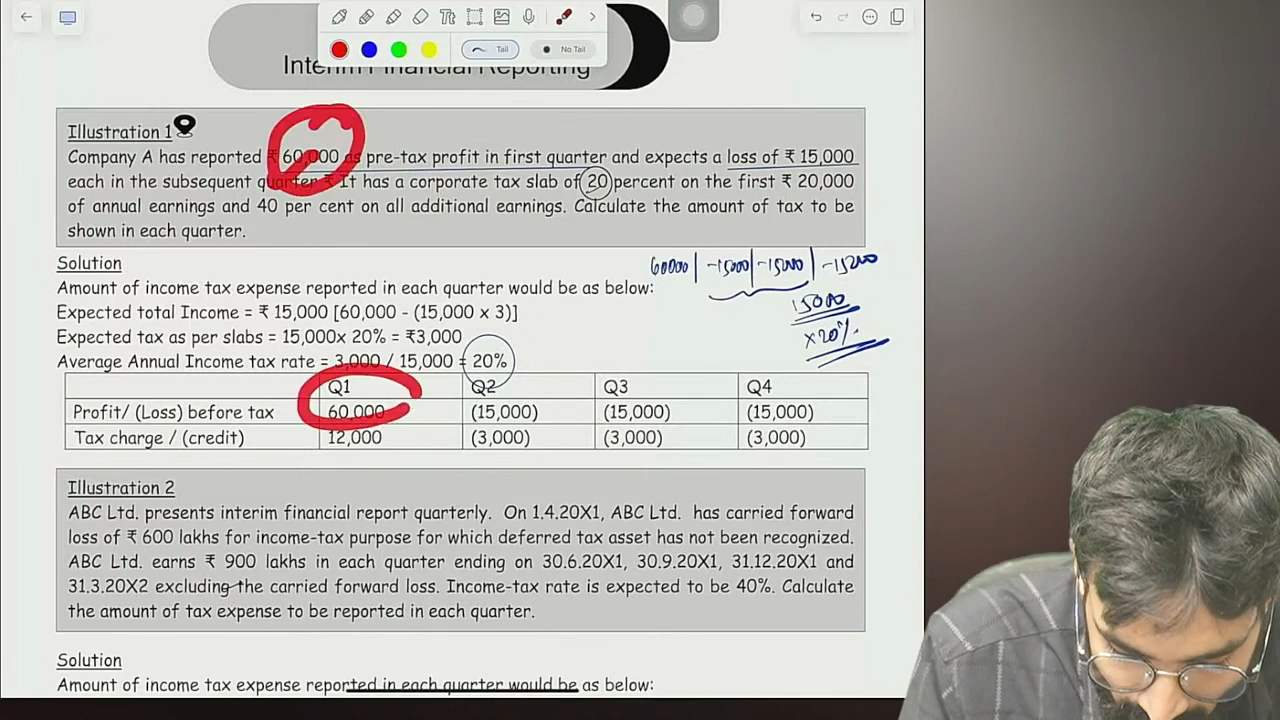 Tt
Tail
No Tail
Interim Financial Reporting
Illustration 1
Company A has reported ₹ 60,000 as pre-tax profit in first quarter and expects a loss of ₹ 15,000
each in the subsequent quarter ₹ It has a corporate tax slab of 20 percent on the first ₹ 20,000
of annual earnings and 40 per cent on all additional earnings. Calculate the amount of tax to be
shown in each quarter.
Solution
60000 | -15000 | -15000 | -15000
Amount of income tax expense reported in each quarter would be as below:
Expected total Income = ₹ 15,000 [60,000 - (15,000 x 3)]
15000
Expected tax as per slabs = 15,000x 20% = ₹3,000
x20%
Average Annual Income tax rate = 3,000 / 15,000 = 20%
Q1 Q2 Q3 Q4
Profit/ (Loss) before tax 60,000 (15,000) (15,000) (15,000)
Tax charge / (credit) 12,000 (3,000) (3,000) (3,000)
Illustration 2
ABC Ltd. presents interim financial report quarterly. On 1.4.20X1, ABC Ltd. has carried forward
loss of ₹ 600 lakhs for income-tax purpose for which deferred tax asset has not been recognized.
ABC Ltd. earns ₹ 900 lakhs in each quarter ending on 30.6.20X1, 30.9.20X1, 31.12.20X1 and
31.3.20X2 excluding the carried forward loss. Income-tax rate is expected to be 40%. Calculate
the amount of tax expense to be reported in each quarter.
Solution
Amount of income tax expense reported in each quarter would be as below: